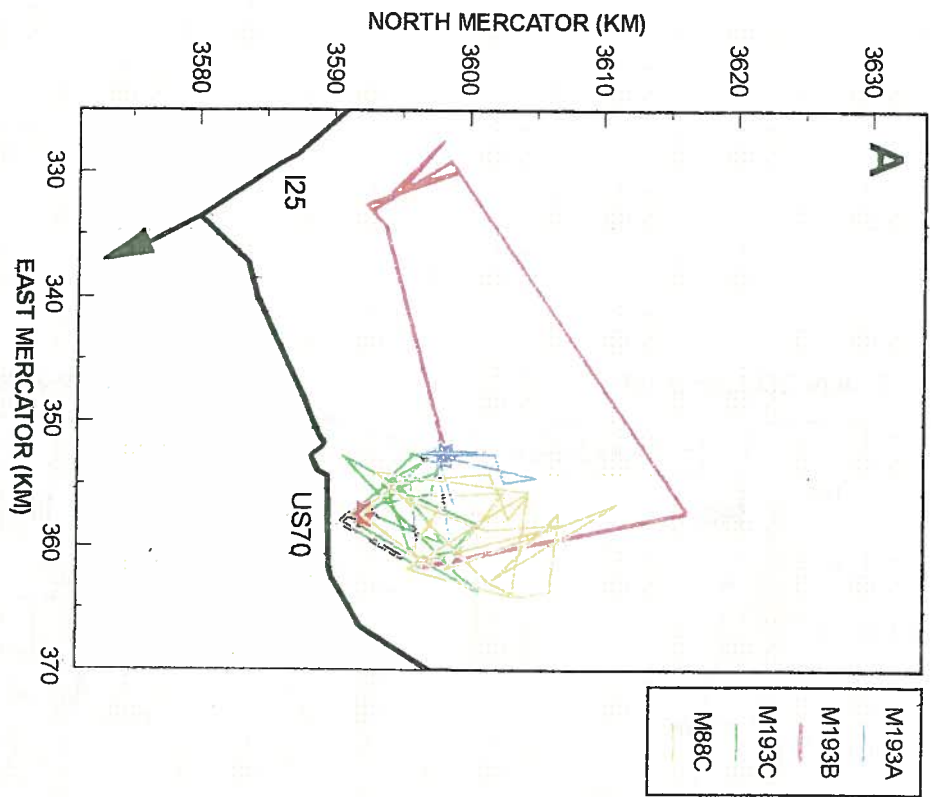 NORTH MERCATOR (KM)
3580
3590
3600
3610
3620
3630
A
330
340
350
360
370
EAST MERCATOR (KM)
I25
US70
M193A
M193B
M193C
M88C